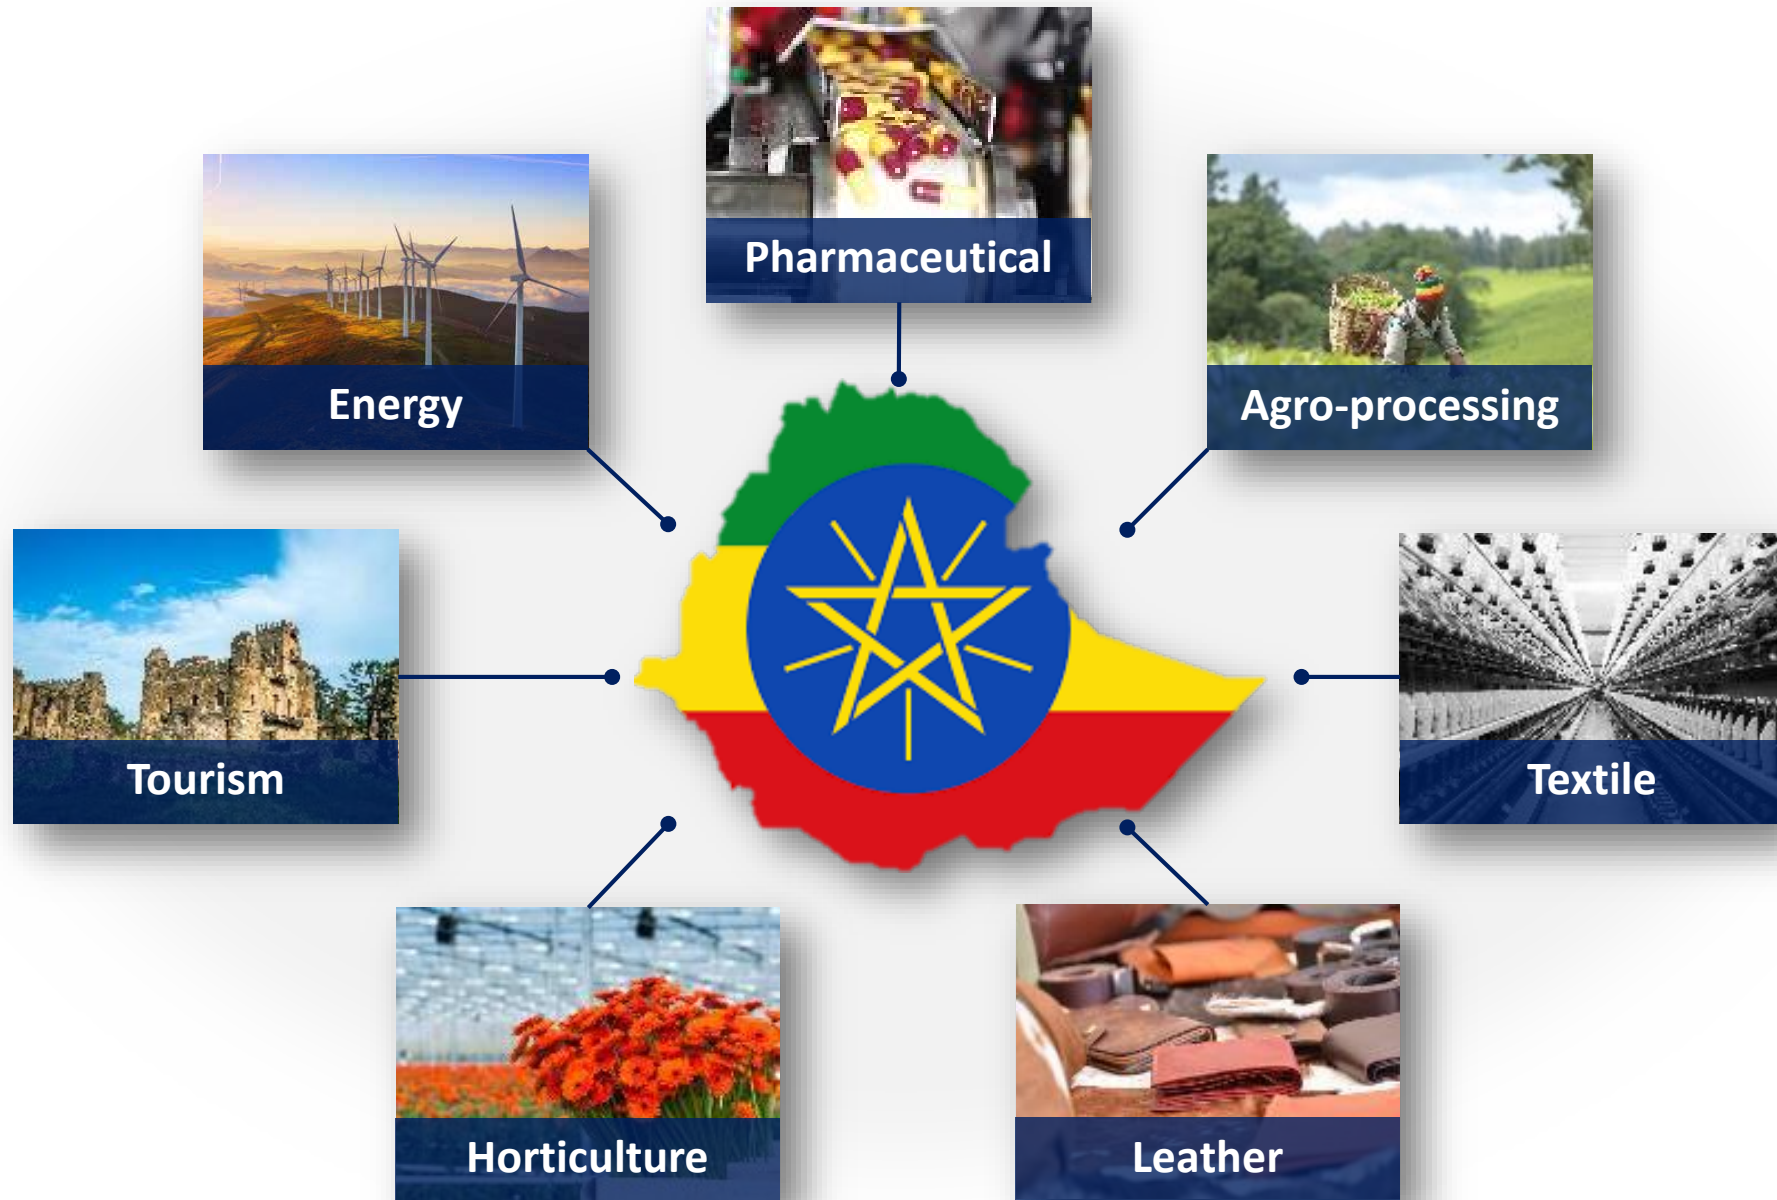 Pharmaceutical
Energy
Agro-processing
Tourism
Textile
Horticulture
Leather